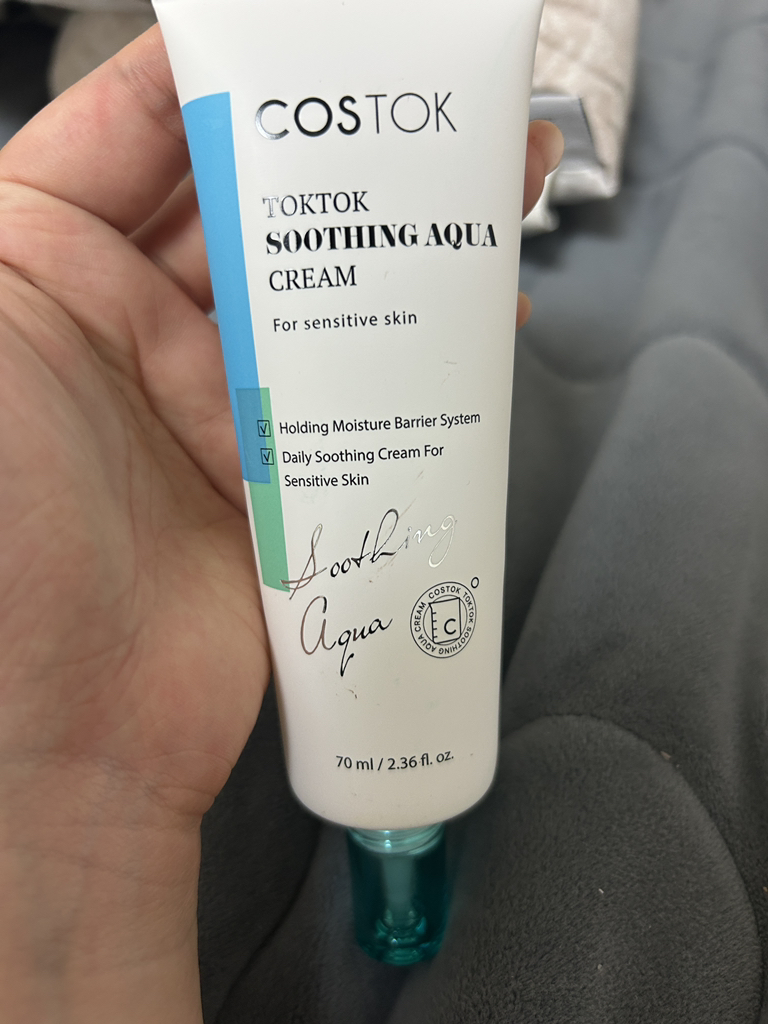 COSTOK
TOKTOK
SOOTHING AQUA
CREAM
For sensitive skin
☑ Holding Moisture Barrier System
☑ Daily Soothing Cream For
Sensitive Skin
Soothing
Aqua
COSTOK TOKTOK SOOTHING AQUA CREAM
C
70 ml / 2.36 fl. oz.